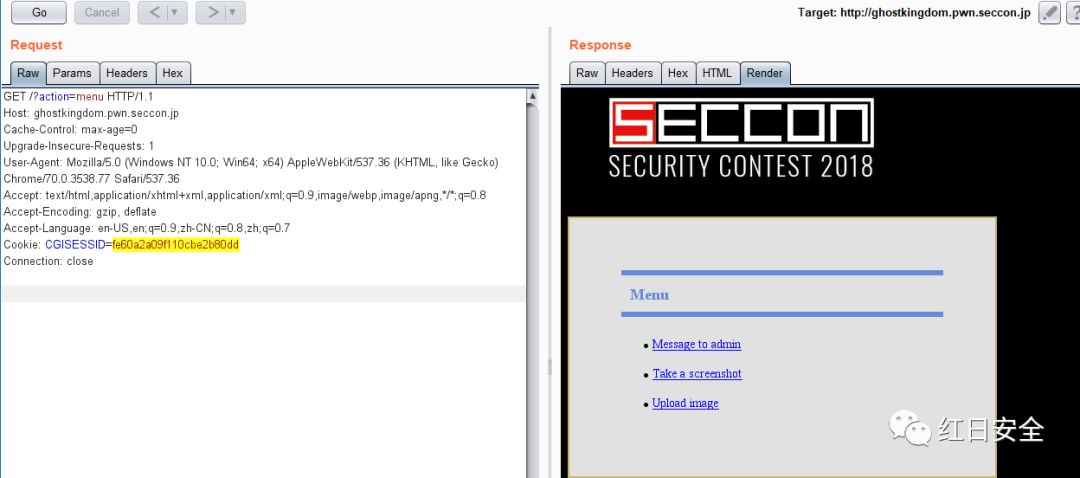 Go
Cancel
< | ▼
> | ▼
Target: http://ghostkingdom.pwn.seccon.jp
?
Request
Raw
Params
Headers
Hex
GET /?action=menu HTTP/1.1
Host: ghostkingdom.pwn.seccon.jp
Cache-Control: max-age=0
Upgrade-Insecure-Requests: 1
User-Agent: Mozilla/5.0 (Windows NT 10.0; Win64; x64) AppleWebKit/537.36 (KHTML, like Gecko)
Chrome/70.0.3538.77 Safari/537.36
Accept: text/html,application/xhtml+xml,application/xml;q=0.9,image/webp,image/apng,*/*;q=0.8
Accept-Encoding: gzip, deflate
Accept-Language: en-US,en;q=0.9,zh-CN;q=0.8,zh;q=0.7
Cookie: CGISESSID=fe60a2a09f110cbe2b80dd
Connection: close
Response
Raw
Headers
Hex
HTML
Render
SECCON
SECURITY CONTEST 2018
Menu
• Message to admin
• Take a screenshot
• Upload image
红日安全